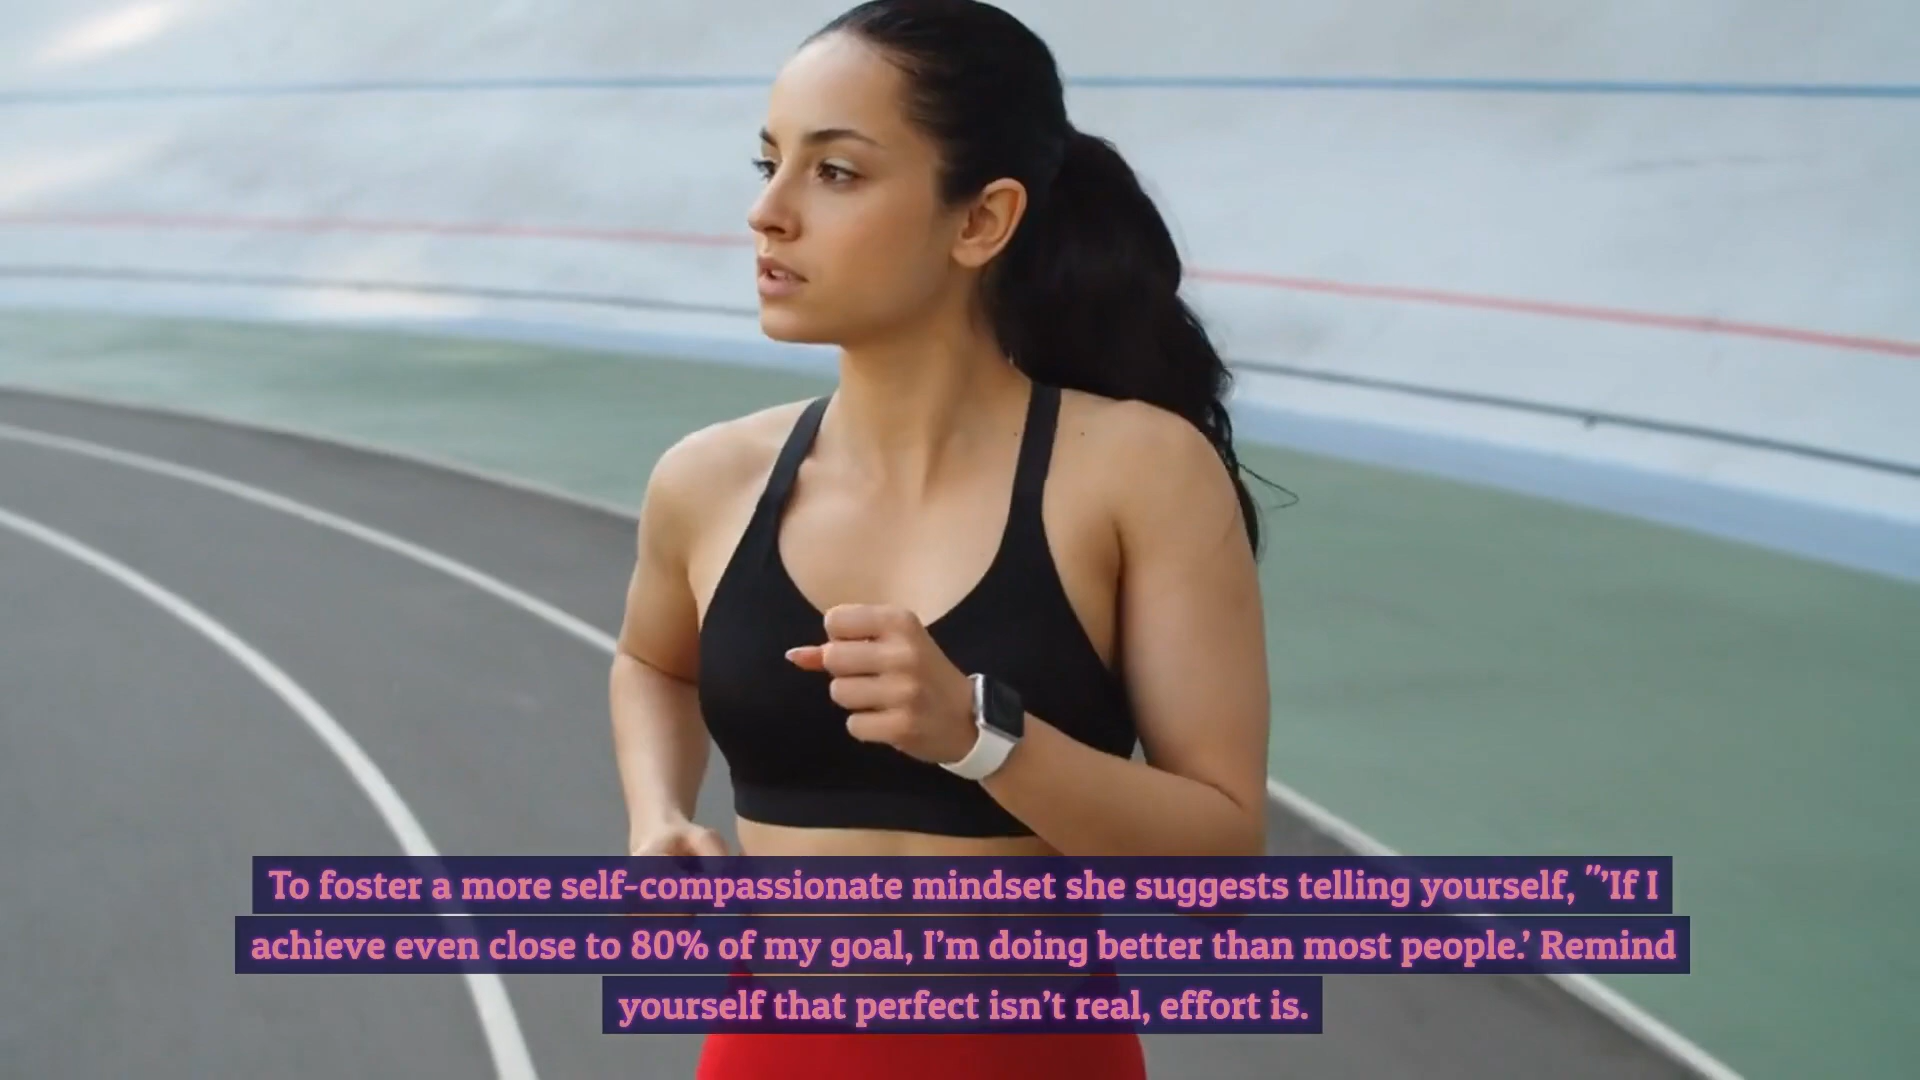 To foster a more self-compassionate mindset she suggests telling yourself, "’If I
achieve even close to 80% of my goal, I’m doing better than most people.’ Remind
yourself that perfect isn’t real, effort is.